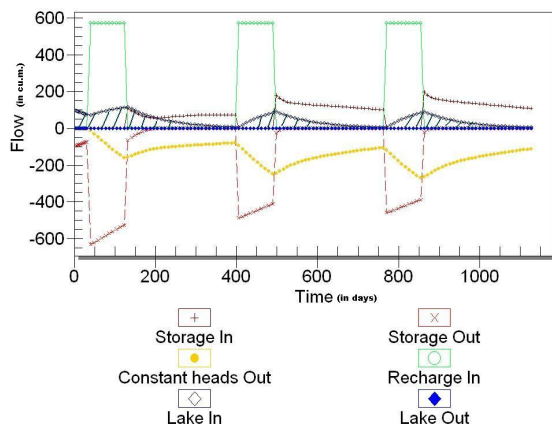 600
400
200
0
-200
-400
-600
Flow (in cu.m.)
0 200 400 600 800 1000
Time (in days)
Storage In Storage Out
Constant heads Out Recharge In
Lake In Lake Out